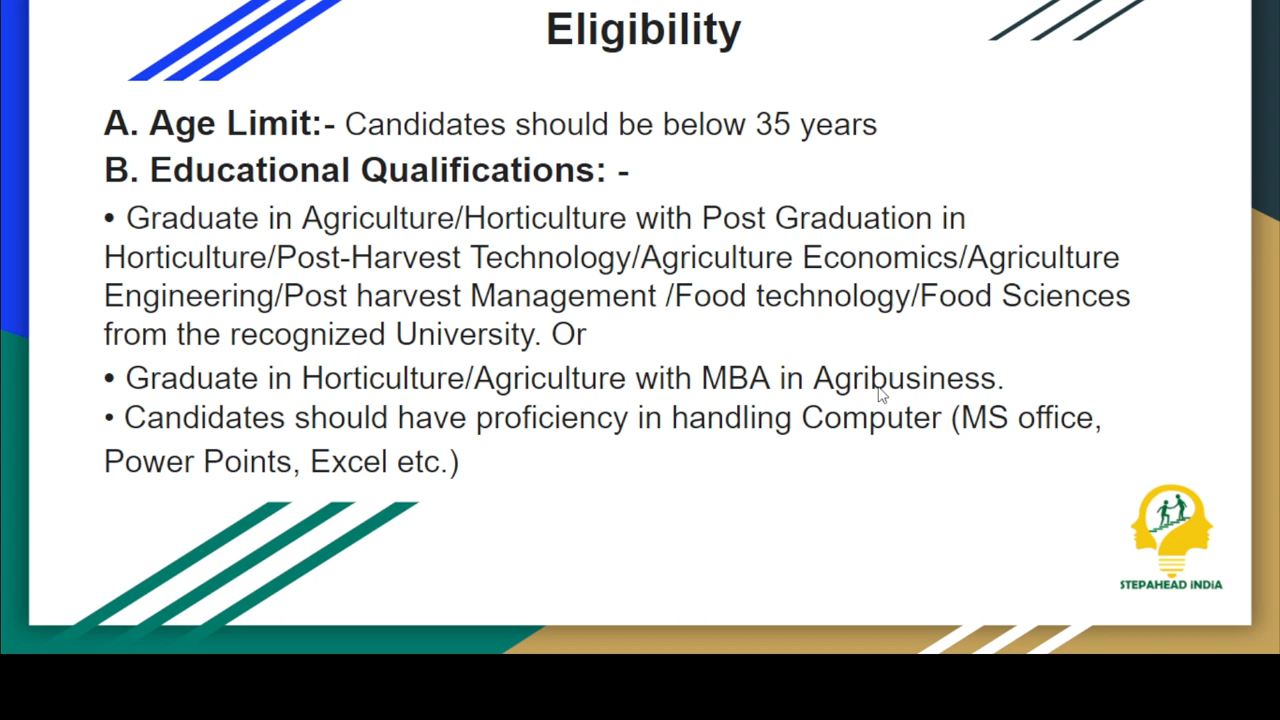 Eligibility
A. Age Limit:- Candidates should be below 35 years
B. Educational Qualifications: -
• Graduate in Agriculture/Horticulture with Post Graduation in
Horticulture/Post-Harvest Technology/Agriculture Economics/Agriculture
Engineering/Post harvest Management /Food technology/Food Sciences
from the recognized University. Or
• Graduate in Horticulture/Agriculture with MBA in Agribusiness.
• Candidates should have proficiency in handling Computer (MS office,
Power Points, Excel etc.)
STEPAHEAD INDiA